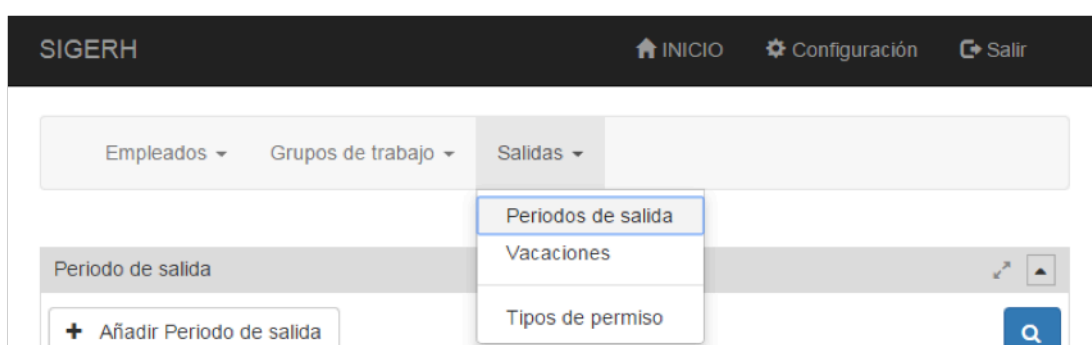 SIGERH INICIO Configuración Salir
Empleados Grupos de trabajo Salidas
Periodos de salida
Vacaciones
Tipos de permiso
Periodo de salida
Añadir Periodo de salida